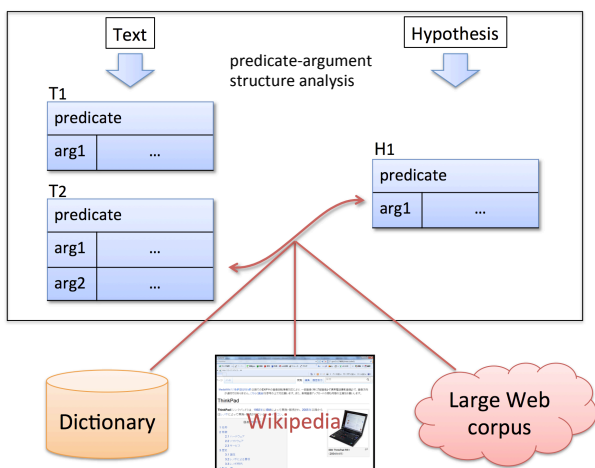 Text
Hypothesis
predicate-argument
structure analysis
T1
predicate
arg1 ...
T2
predicate
arg1 ...
arg2 ...
H1
predicate
arg1 ...
Dictionary
ThinkPad
Wikipedia
Large Web
corpus